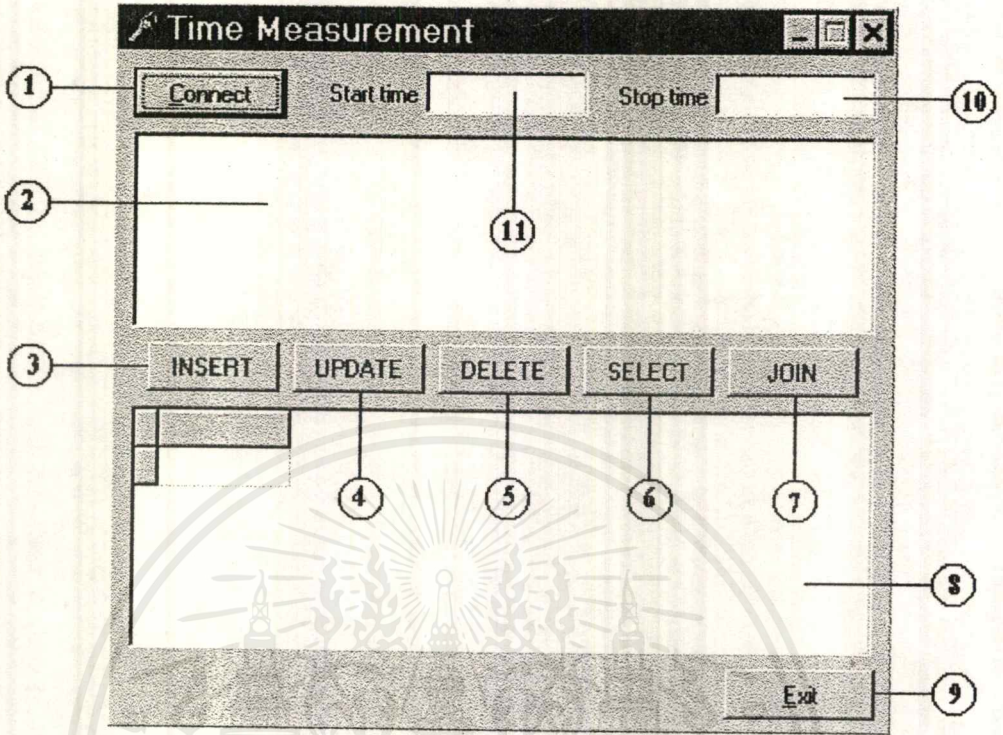 Time Measurement
1 Connect Start time Stop time 10
2 11
3 INSERT UPDATE DELETE SELECT JOIN
4 5 6 7
8
Exit 9